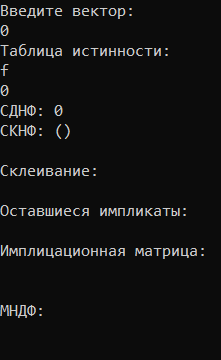 Введите вектор:
0
Таблица истинности:
f
0
СДНФ: 0
СКНФ: ()
Склеивание:
Оставшиеся импликаты:
Импликационная матрица:
МНДФ: